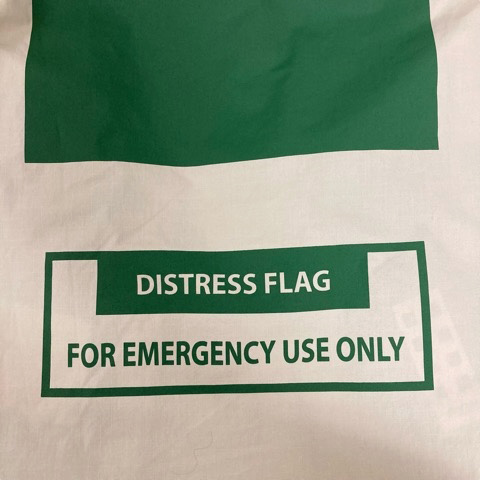 DISTRESS FLAG
FOR EMERGENCY USE ONLY